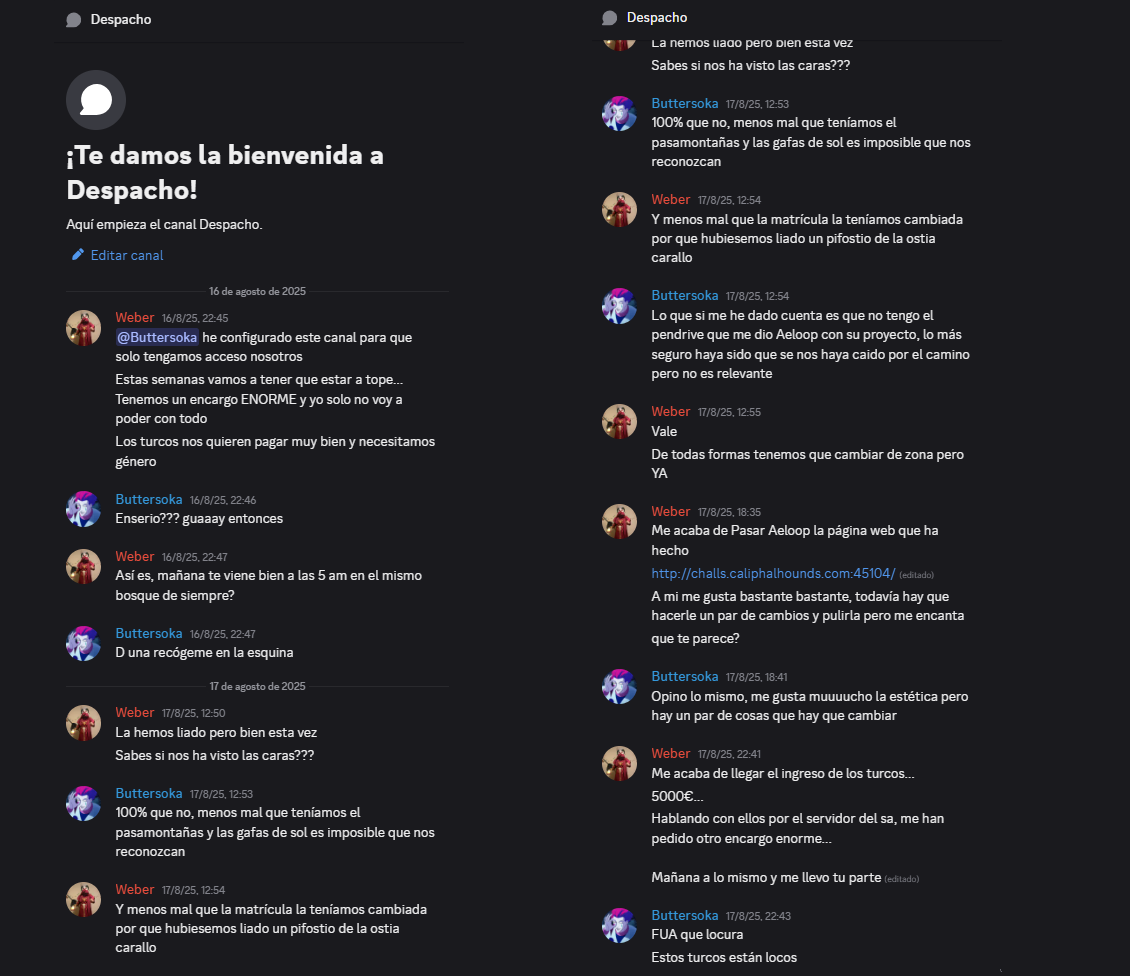 Despacho
¡Te damos la bienvenida a
Despacho!
Aquí empieza el canal Despacho.
Editar canal
16 de agosto de 2025
Weber 16/8/25, 22:45
@Buttersoka he configurado este canal para que
solo tengamos acceso nosotros
Estas semanas vamos a tener que estar a tope...
Tenemos un encargo ENORME y yo solo no voy a
poder con todo
Los turcos nos quieren pagar muy bien y necesitamos
género
Buttersoka 16/8/25, 22:46
Enserio??? guaaay entonces
Weber 16/8/25, 22:47
Así es, mañana te viene bien a las 5 am en el mismo
bosque de siempre?
Buttersoka 16/8/25, 22:47
D una recógeme en la esquina
17 de agosto de 2025
Weber 17/8/25, 12:50
La hemos liado pero bien esta vez
Sabes si nos ha visto las caras???
Buttersoka 17/8/25, 12:53
100% que no, menos mal que teníamos el
pasamontañas y las gafas de sol es imposible que nos
reconozcan
Weber 17/8/25, 12:54
Y menos mal que la matrícula la teníamos cambiada
por que hubiesemos liado un pifostio de la ostia
carallo
Despacho
La hemos liado pero bien esta vez
Sabes si nos ha visto las caras???
Buttersoka 17/8/25, 12:53
100% que no, menos mal que teníamos el
pasamontañas y las gafas de sol es imposible que nos
reconozcan
Weber 17/8/25, 12:54
Y menos mal que la matrícula la teníamos cambiada
por que hubiesemos liado un pifostio de la ostia
carallo
Buttersoka 17/8/25, 12:54
Lo que si me he dado cuenta es que no tengo el
pendrive que me dio Aeloop con su proyecto, lo más
seguro haya sido que se nos haya caido por el camino
pero no es relevante
Weber 17/8/25, 12:55
Vale
De todas formas tenemos que cambiar de zona pero
YA
Weber 17/8/25, 18:35
Me acaba de Pasar Aeloop la página web que ha
hecho
http://challs.caliphalhounds.com:45104/ (editado)
A mi me gusta bastante bastante, todavía hay que
hacerle un par de cambios y pulirla pero me encanta
que te parece?
Buttersoka 17/8/25, 18:41
Opino lo mismo, me gusta muuuucho la estética pero
hay un par de cosas que hay que cambiar
Weber 17/8/25, 22:41
Me acaba de llegar el ingreso de los turcos...
5000€...
Hablando con ellos por el servidor del sa, me han
pedido otro encargo enorme...
Mañana a lo mismo y me llevo tu parte (editado)
Buttersoka 17/8/25, 22:43
FUA que locura
Estos turcos están locos